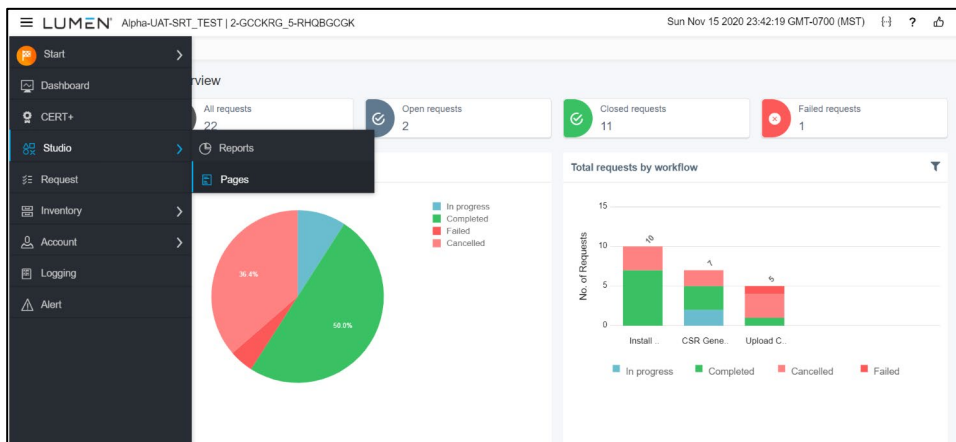 LUMEN Alpha-UAT-SRT_TEST | 2-GCCKRG_5-RHQBGCGK Sun Nov 15 2020 23:42:19 GMT-0700 (MST) ?
Start
Dashboard
CERT+
Studio
Request
Inventory
Account
Logging
Alert
Reports
Pages
rview
All requests
22
Open requests
2
Closed requests
11
Failed requests
1
In progress
Completed
Failed
Cancelled
36.4%
50.0%
Total requests by workflow
No. of Requests
15
10
5
0
10
7
5
Install ..
CSR Gene..
Upload C..
In progress Completed Cancelled Failed